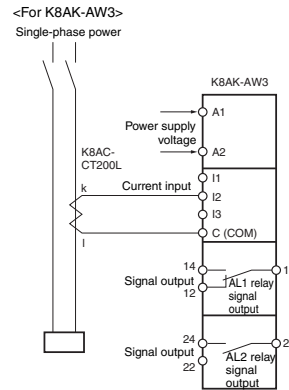 <For K8AK-AW3>
Single-phase power
K8AK-AW3
A1
Power supply
voltage
A2
K8AC-
CT200L
I1
k
Current input
I2
I3
l
C (COM)
14
1
Signal output
12
AL1 relay
signal
output
24
2
Signal output
22
AL2 relay
signal
output